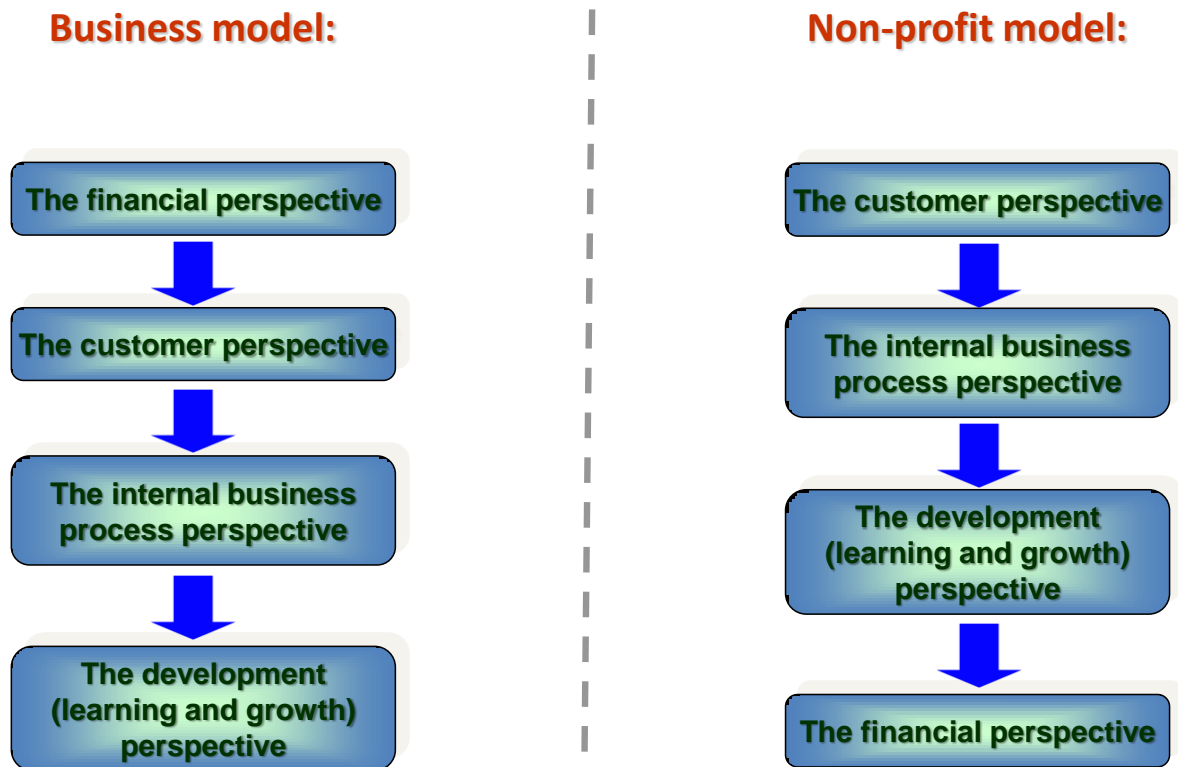 Business model:
The financial perspective
The customer perspective
The internal business
process perspective
The development
(learning and growth)
perspective
Non-profit model:
The customer perspective
The internal business
process perspective
The development
(learning and growth)
perspective
The financial perspective